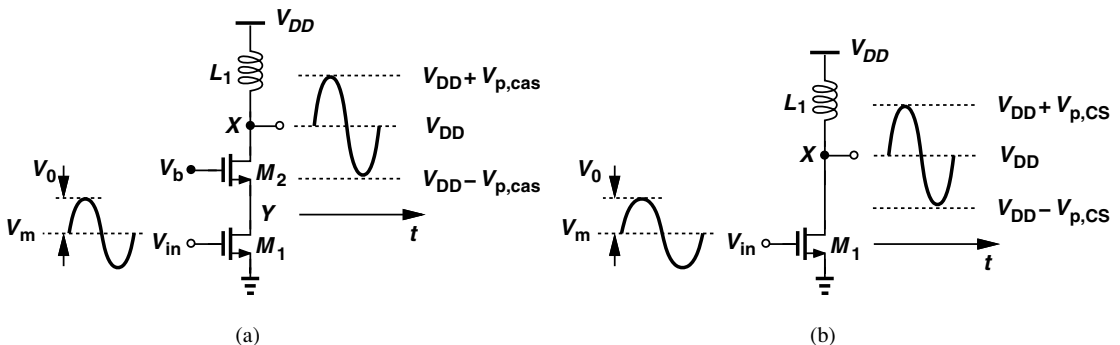 V_DD
L_1
V_DD + V_p,cas
X
V_DD
V_0
V_b
M_2
V_DD – V_p,cas
Y
V_m
V_in
M_1
t
(a)
V_DD
L_1
V_DD + V_p,CS
X
V_DD
V_0
V_DD – V_p,CS
V_m
V_in
M_1
t
(b)